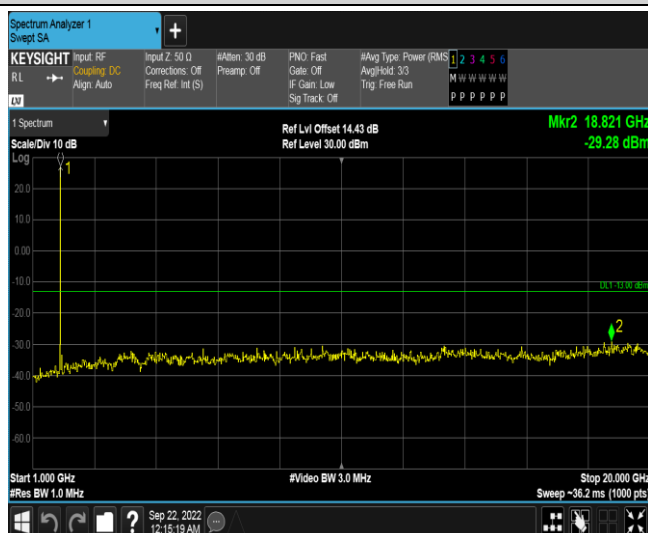 Spectrum Analyzer 1
Swept SA
+
KEYSIGHT
Input: RF
Input Z: 50 Ω
#Atten: 30 dB
PNO: Fast
#Avg Type: Power (RMS
1 2 3 4 5 6
RL
Coupling: DC
Corrections: Off
Preamp: Off
Gate: Off
Avg|Hold: 3/3
M W W W W W
Align: Auto
Freq Ref: Int (S)
IF Gain: Low
Trig: Free Run
Sig Track: Off
P P P P P P
LXI
1 Spectrum
Ref Lvl Offset 14.43 dB
Mkr2 18.821 GHz
Scale/Div 10 dB
Ref Level 30.00 dBm
-29.28 dBm
Log
1
20.0
10.0
0.00
-10.0
DL1 -13.00 dBm
-20.0
2
-30.0
-40.0
-50.0
-60.0
Start 1.000 GHz
#Video BW 3.0 MHz
Stop 20.000 GHz
#Res BW 1.0 MHz
Sweep ~36.2 ms (1000 pts)
?
Sep 22, 2022
12:15:19 AM